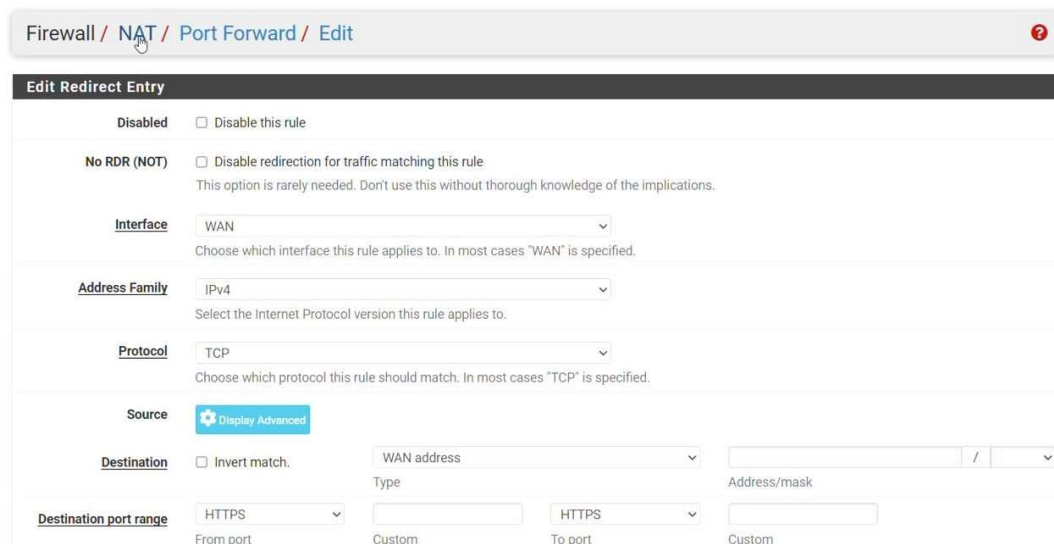 Firewall / NAT / Port Forward / Edit
Edit Redirect Entry
Disabled Disable this rule
No RDR (NOT) Disable redirection for traffic matching this rule
This option is rarely needed. Don't use this without thorough knowledge of the implications.
Interface WAN
Choose which interface this rule applies to. In most cases "WAN" is specified.
Address Family IPv4
Select the Internet Protocol version this rule applies to.
Protocol TCP
Choose which protocol this rule should match. In most cases "TCP" is specified.
Source Display Advanced
Destination Invert match. WAN address /
Type Address/mask
Destination port range HTTPS HTTPS
From port Custom To port Custom